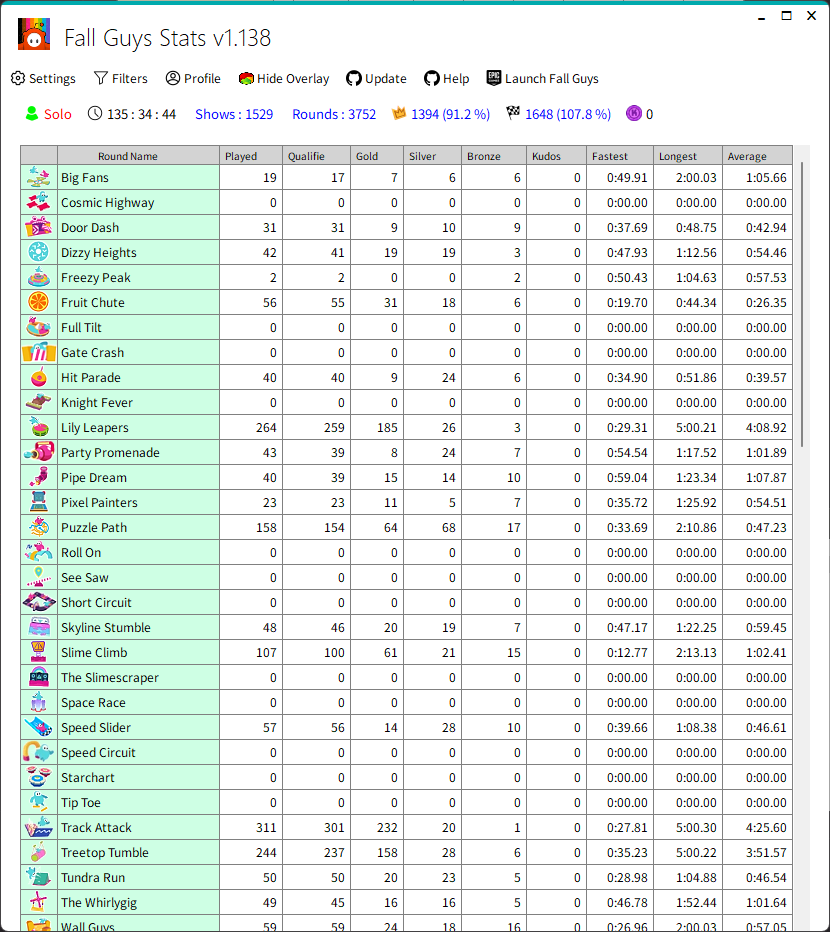 Fall Guys Stats v1.138
Settings Filters Profile Hide Overlay Update Help EPIC GAMES Launch Fall Guys
Solo 135 : 34 : 44 Shows : 1529 Rounds : 3752 1394 (91.2 %) 1648 (107.8 %) K 0
Round Name Played Qualifie Gold Silver Bronze Kudos Fastest Longest Average
Big Fans 19 17 7 6 6 0 0:49.91 2:00.03 1:05.66
Cosmic Highway 0 0 0 0 0 0 0:00.00 0:00.00 0:00.00
Door Dash 31 31 9 10 9 0 0:37.69 0:48.75 0:42.94
Dizzy Heights 42 41 19 19 3 0 0:47.93 1:12.56 0:54.46
Freezy Peak 2 2 0 0 2 0 0:50.43 1:04.63 0:57.53
Fruit Chute 56 55 31 18 6 0 0:19.70 0:44.34 0:26.35
Full Tilt 0 0 0 0 0 0 0:00.00 0:00.00 0:00.00
Gate Crash 0 0 0 0 0 0 0:00.00 0:00.00 0:00.00
Hit Parade 40 40 9 24 6 0 0:34.90 0:51.86 0:39.57
Knight Fever 0 0 0 0 0 0 0:00.00 0:00.00 0:00.00
Lily Leapers 264 259 185 26 3 0 0:29.31 5:00.21 4:08.92
Party Promenade 43 39 8 24 7 0 0:54.54 1:17.52 1:01.89
Pipe Dream 40 39 15 14 10 0 0:59.04 1:23.34 1:07.87
Pixel Painters 23 23 11 5 7 0 0:35.72 1:25.92 0:54.51
Puzzle Path 158 154 64 68 17 0 0:33.69 2:10.86 0:47.23
Roll On 0 0 0 0 0 0 0:00.00 0:00.00 0:00.00
See Saw 0 0 0 0 0 0 0:00.00 0:00.00 0:00.00
Short Circuit 0 0 0 0 0 0 0:00.00 0:00.00 0:00.00
Skyline Stumble 48 46 20 19 7 0 0:47.17 1:22.25 0:59.45
Slime Climb 107 100 61 21 15 0 0:12.77 2:13.13 1:02.41
The Slimescraper 0 0 0 0 0 0 0:00.00 0:00.00 0:00.00
Space Race 0 0 0 0 0 0 0:00.00 0:00.00 0:00.00
Speed Slider 57 56 14 28 10 0 0:39.66 1:08.38 0:46.61
Speed Circuit 0 0 0 0 0 0 0:00.00 0:00.00 0:00.00
Starchart 0 0 0 0 0 0 0:00.00 0:00.00 0:00.00
Tip Toe 0 0 0 0 0 0 0:00.00 0:00.00 0:00.00
Track Attack 311 301 232 20 1 0 0:27.81 5:00.30 4:25.60
Treetop Tumble 244 237 158 28 6 0 0:35.23 5:00.22 3:51.57
Tundra Run 50 50 20 23 5 0 0:28.98 1:04.88 0:46.54
The Whirlygig 49 45 16 16 5 0 0:46.78 1:52.44 1:01.64
Wall Guys 59 59 24 18 16 0 0:26.96 2:00.03 0:57.05